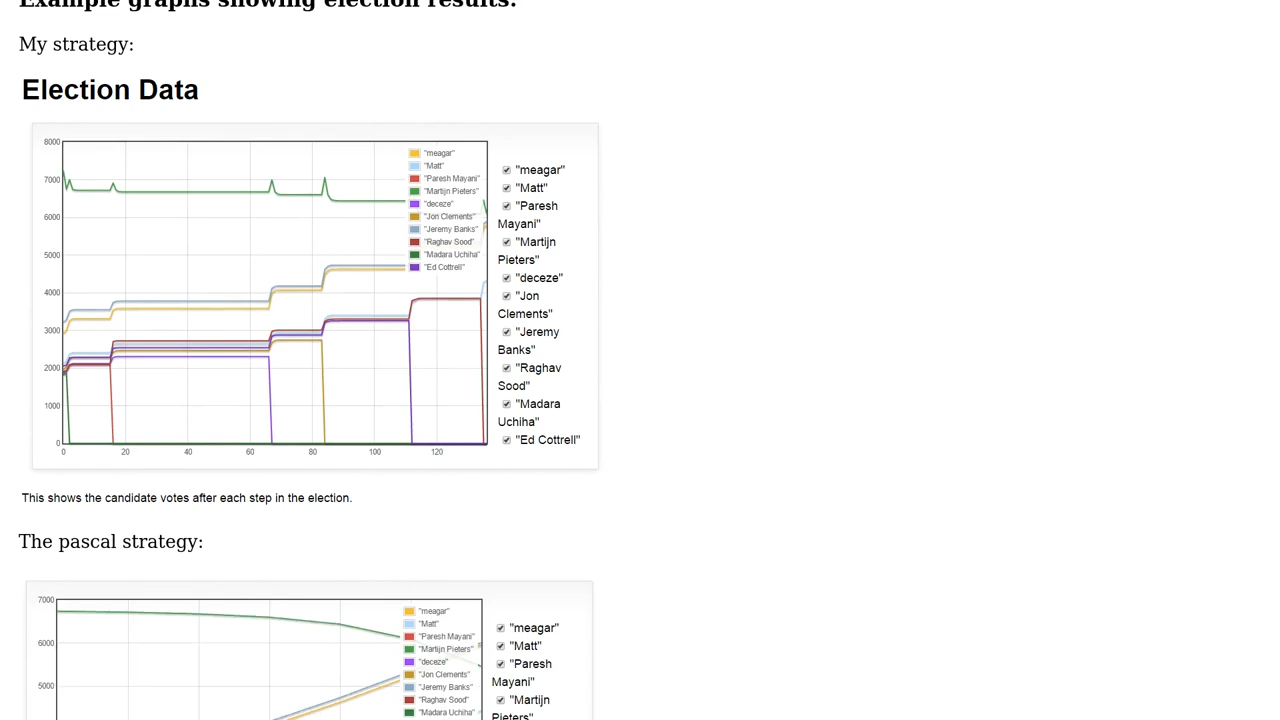 Example graphs showing election results:
My strategy:
Election Data
8000
7000
6000
5000
4000
3000
2000
1000
0
0 20 40 60 80 100 120
"meagar"
"Matt"
"Paresh Mayani"
"Martijn Pieters"
"deceze"
"Jon Clements"
"Jeremy Banks"
"Raghav Sood"
"Madara Uchiha"
"Ed Cottrell"
"meagar"
"Matt"
"Paresh
Mayani"
"Martijn
Pieters"
"deceze"
"Jon
Clements"
"Jeremy
Banks"
"Raghav
Sood"
"Madara
Uchiha"
"Ed Cottrell"
This shows the candidate votes after each step in the election.
The pascal strategy:
7000
6000
5000
"meagar"
"Matt"
"Paresh Mayani"
"Martijn Pieters"
"deceze"
"Jon Clements"
"Jeremy Banks"
"Raghav Sood"
"Madara Uchiha"
"meagar"
"Matt"
"Paresh
Mayani"
"Martijn
Pieters"